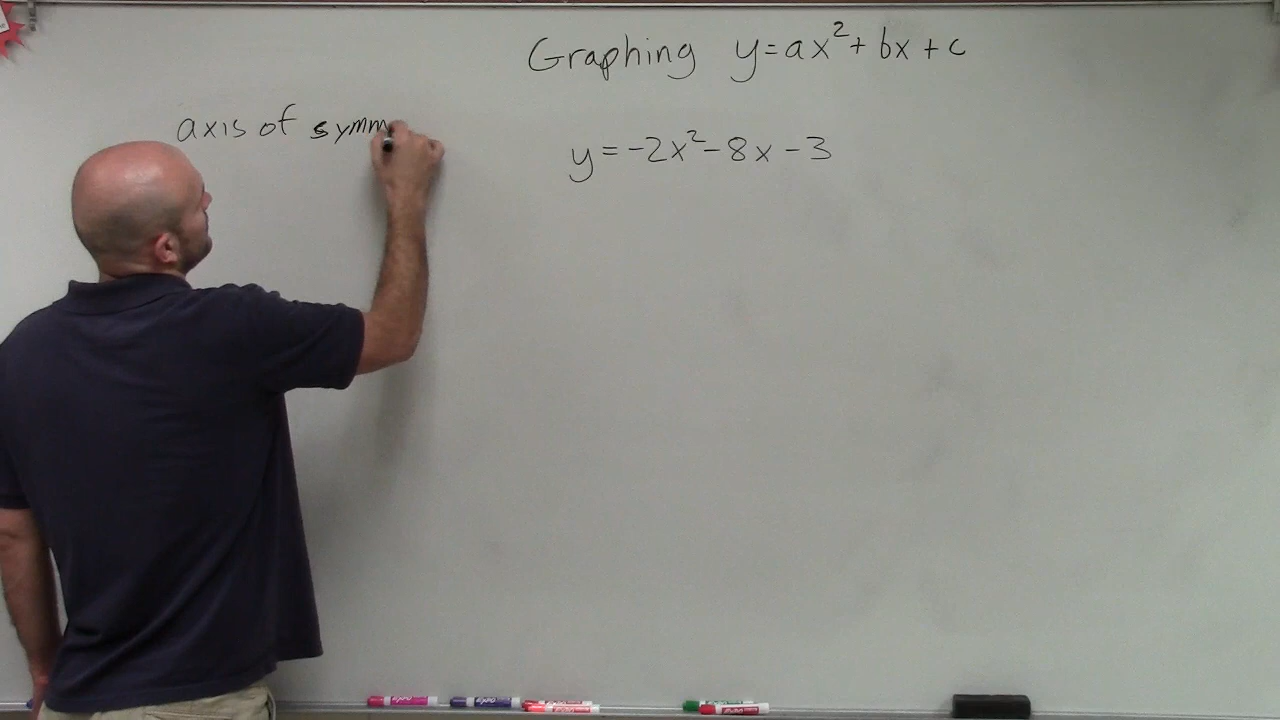 Graphing y=ax²+bx+c
axis of symm
y=-2x²-8x-3